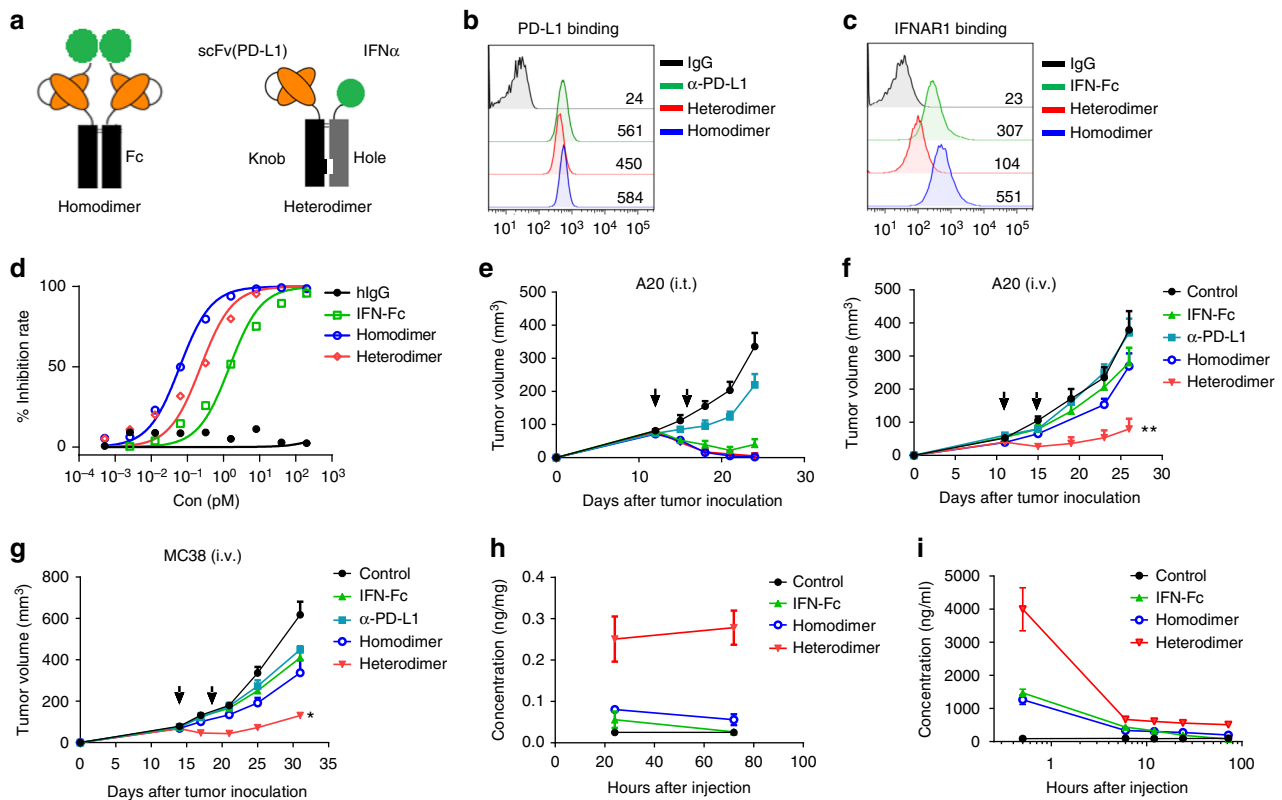 a
scFv(PD-L1)
IFNα
Fc
Knob
Hole
Homodimer
Heterodimer
b
PD-L1 binding
24
561
450
584
10¹ 10² 10³ 10⁴ 10⁵
IgG
α-PD-L1
Heterodimer
Homodimer
c
IFNAR1 binding
23
307
104
551
10¹ 10² 10³ 10⁴ 10⁵
IgG
IFN-Fc
Heterodimer
Homodimer
d
% Inhibition rate
100
50
0
10⁻⁴ 10⁻³ 10⁻² 10⁻¹ 10⁰ 10¹ 10² 10³
Con (pM)
hIgG
IFN-Fc
Homodimer
Heterodimer
e
A20 (i.t.)
Tumor volume (mm³)
500
400
300
200
100
0
0 10 20 30
Days after tumor inoculation
f
A20 (i.v.)
Tumor volume (mm³)
500
400
300
200
100
0
0 5 10 15 20 25 30
Days after tumor inoculation
**
Control
IFN-Fc
α-PD-L1
Homodimer
Heterodimer
g
MC38 (i.v.)
Tumor volume (mm³)
800
600
400
200
0
0 5 10 15 20 25 30 35
Days after tumor inoculation
*
Control
IFN-Fc
α-PD-L1
Homodimer
Heterodimer
h
Concentration (ng/mg)
0.4
0.3
0.2
0.1
0.0
0 20 40 60 80 100
Hours after injection
Control
IFN-Fc
Homodimer
Heterodimer
i
Concentration (ng/ml)
5000
4000
3000
2000
1000
0
1 10 100
Hours after injection
Control
IFN-Fc
Homodimer
Heterodimer